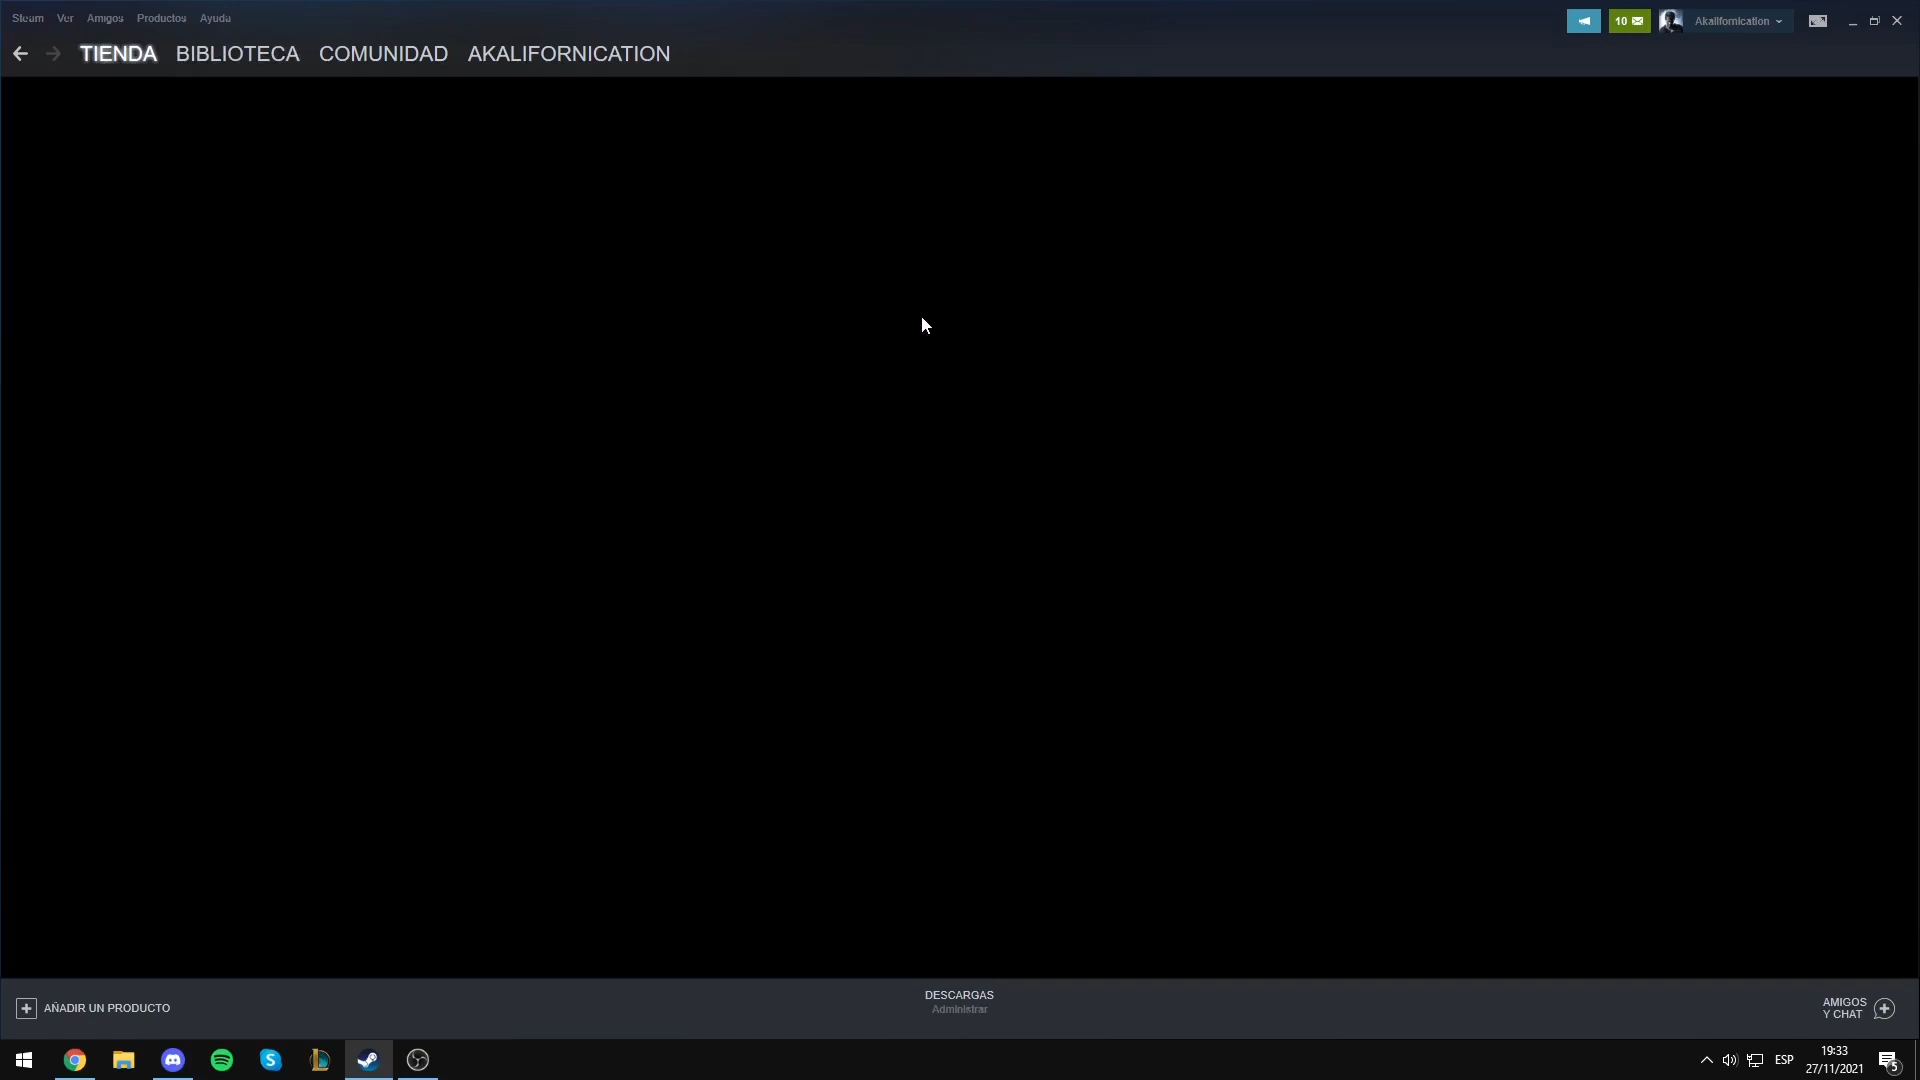 Steam Ver Amigos Productos Ayuda
10 Akalifornication
TIENDA BIBLIOTECA COMUNIDAD AKALIFORNICATION
AÑADIR UN PRODUCTO
DESCARGAS
Administrar
AMIGOS
Y CHAT
ESP
19:33
27/11/2021
5